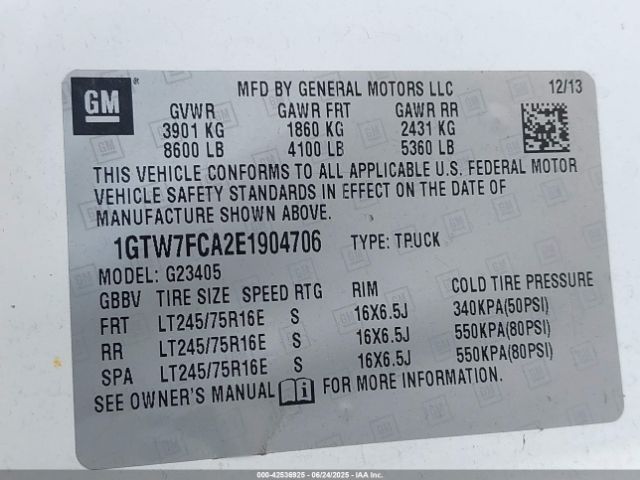 GM
MFD BY GENERAL MOTORS LLC 12/13
GVWR GAWR FRT GAWR RR
3901 KG 1860 KG 2431 KG
8600 LB 4100 LB 5360 LB
THIS VEHICLE CONFORMS TO ALL APPLICABLE U.S. FEDERAL MOTOR
VEHICLE SAFETY STANDARDS IN EFFECT ON THE DATE OF
MANUFACTURE SHOWN ABOVE.
1GTW7FCA2E1904706 TYPE: TRUCK
MODEL: G23405
GBBV TIRE SIZE SPEED RTG RIM COLD TIRE PRESSURE
FRT LT245/75R16E S 16X6.5J 340KPA(50PSI)
RR LT245/75R16E S 16X6.5J 550KPA(80PSI)
SPA LT245/75R16E S 16X6.5J 550KPA(80PSI)
SEE OWNER'S MANUAL FOR MORE INFORMATION.
000-42536925 - 06/24/2025 - IAAI, Inc.